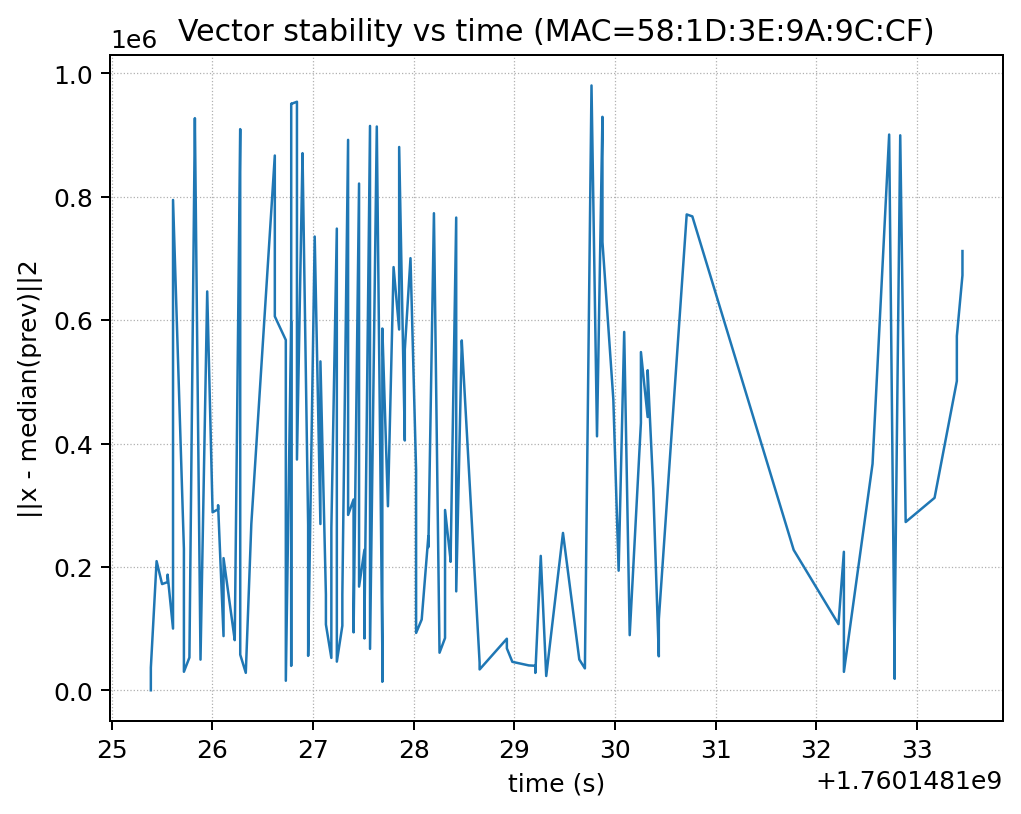 Vector stability vs time (MAC=58:1D:3E:9A:9C:CF)
1e6
1.0
0.8
0.6
0.4
0.2
0.0
||x - median(prev)||2
25 26 27 28 29 30 31 32 33
time (s)
+1.7601481e9